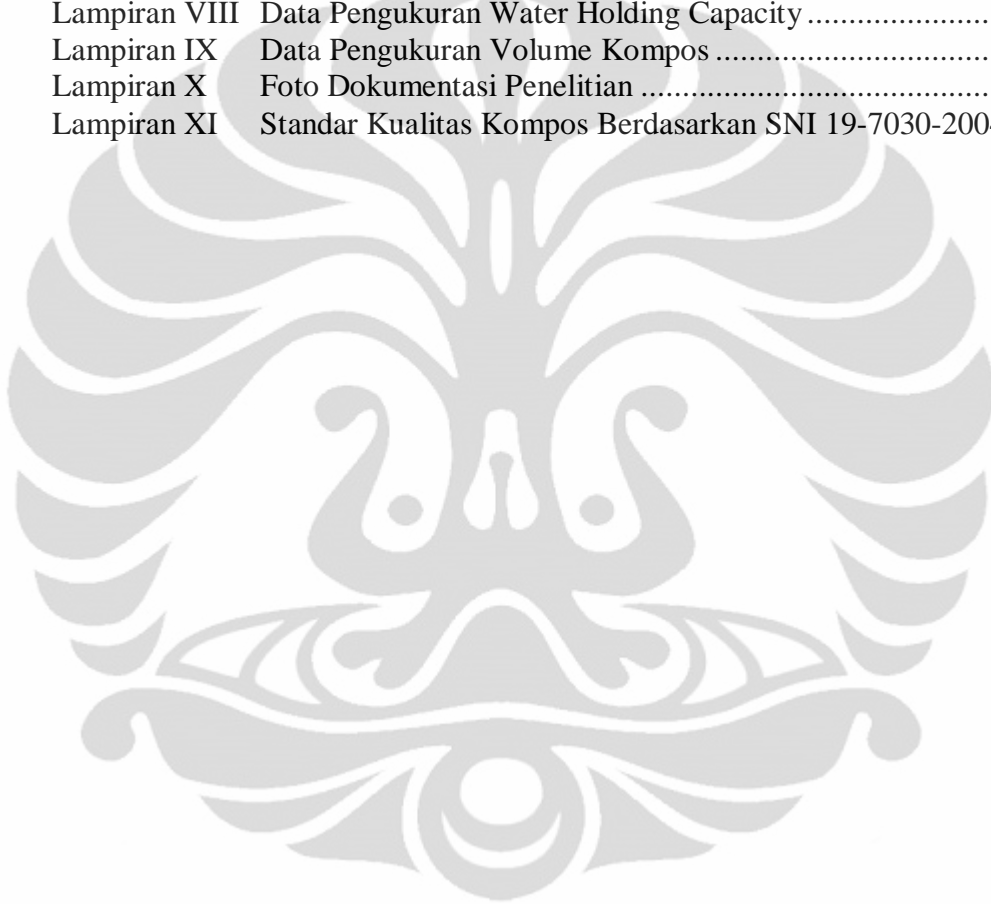 Lampiran VIII Data Pengukuran Water Holding Capacity ......................
Lampiran IX Data Pengukuran Volume Kompos .................................
Lampiran X Foto Dokumentasi Penelitian ..........................................
Lampiran XI Standar Kualitas Kompos Berdasarkan SNI 19-7030-200